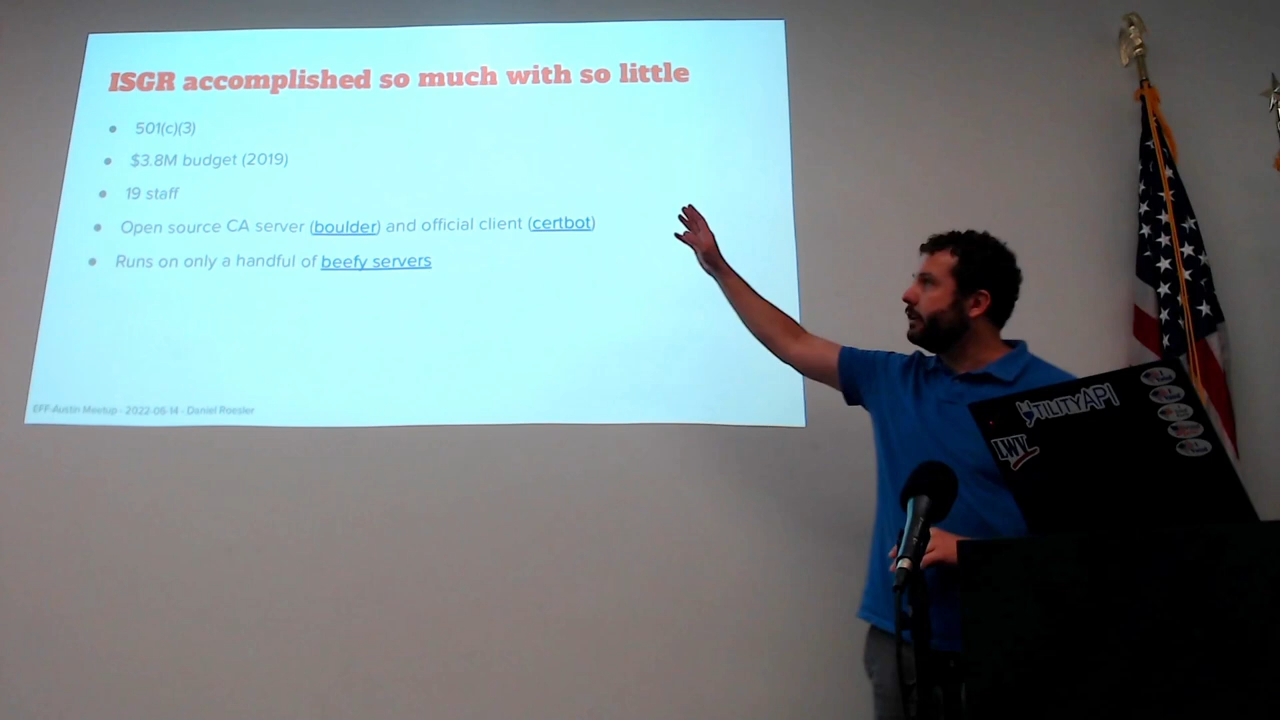 ISGR accomplished so much with so little
● 501(c)(3)
● $3.8M budget (2019)
● 19 staff
● Open source CA server (boulder) and official client (certbot)
● Runs on only a handful of beefy servers
EFF-Austin Meetup - 2022-06-14 - Daniel Roesler
UTILITYAPI
LWV